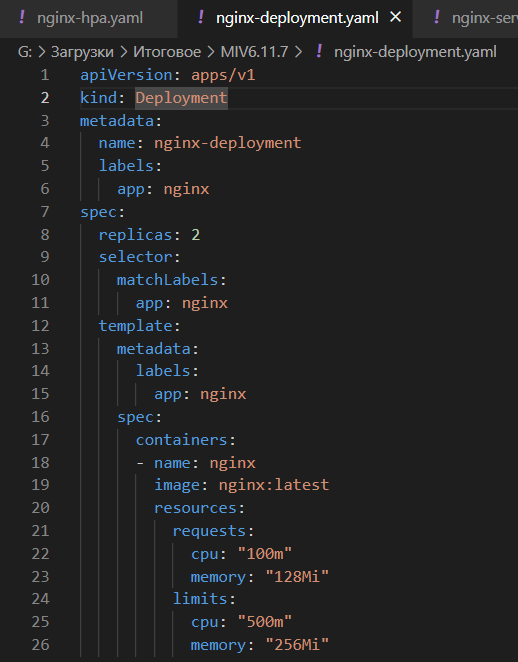 nginx-hpa.yaml ! nginx-deployment.yaml × ! nginx-ser
G: > Загрузки > Итоговое > MIV6.11.7 > ! nginx-deployment.yaml
1 apiVersion: apps/v1
2 kind: Deployment
3 metadata:
4 name: nginx-deployment
5 labels:
6 app: nginx
7 spec:
8 replicas: 2
9 selector:
10 matchLabels:
11 app: nginx
12 template:
13 metadata:
14 labels:
15 app: nginx
16 spec:
17 containers:
18 - name: nginx
19 image: nginx:latest
20 resources:
21 requests:
22 cpu: "100m"
23 memory: "128Mi"
24 limits:
25 cpu: "500m"
26 memory: "256Mi"